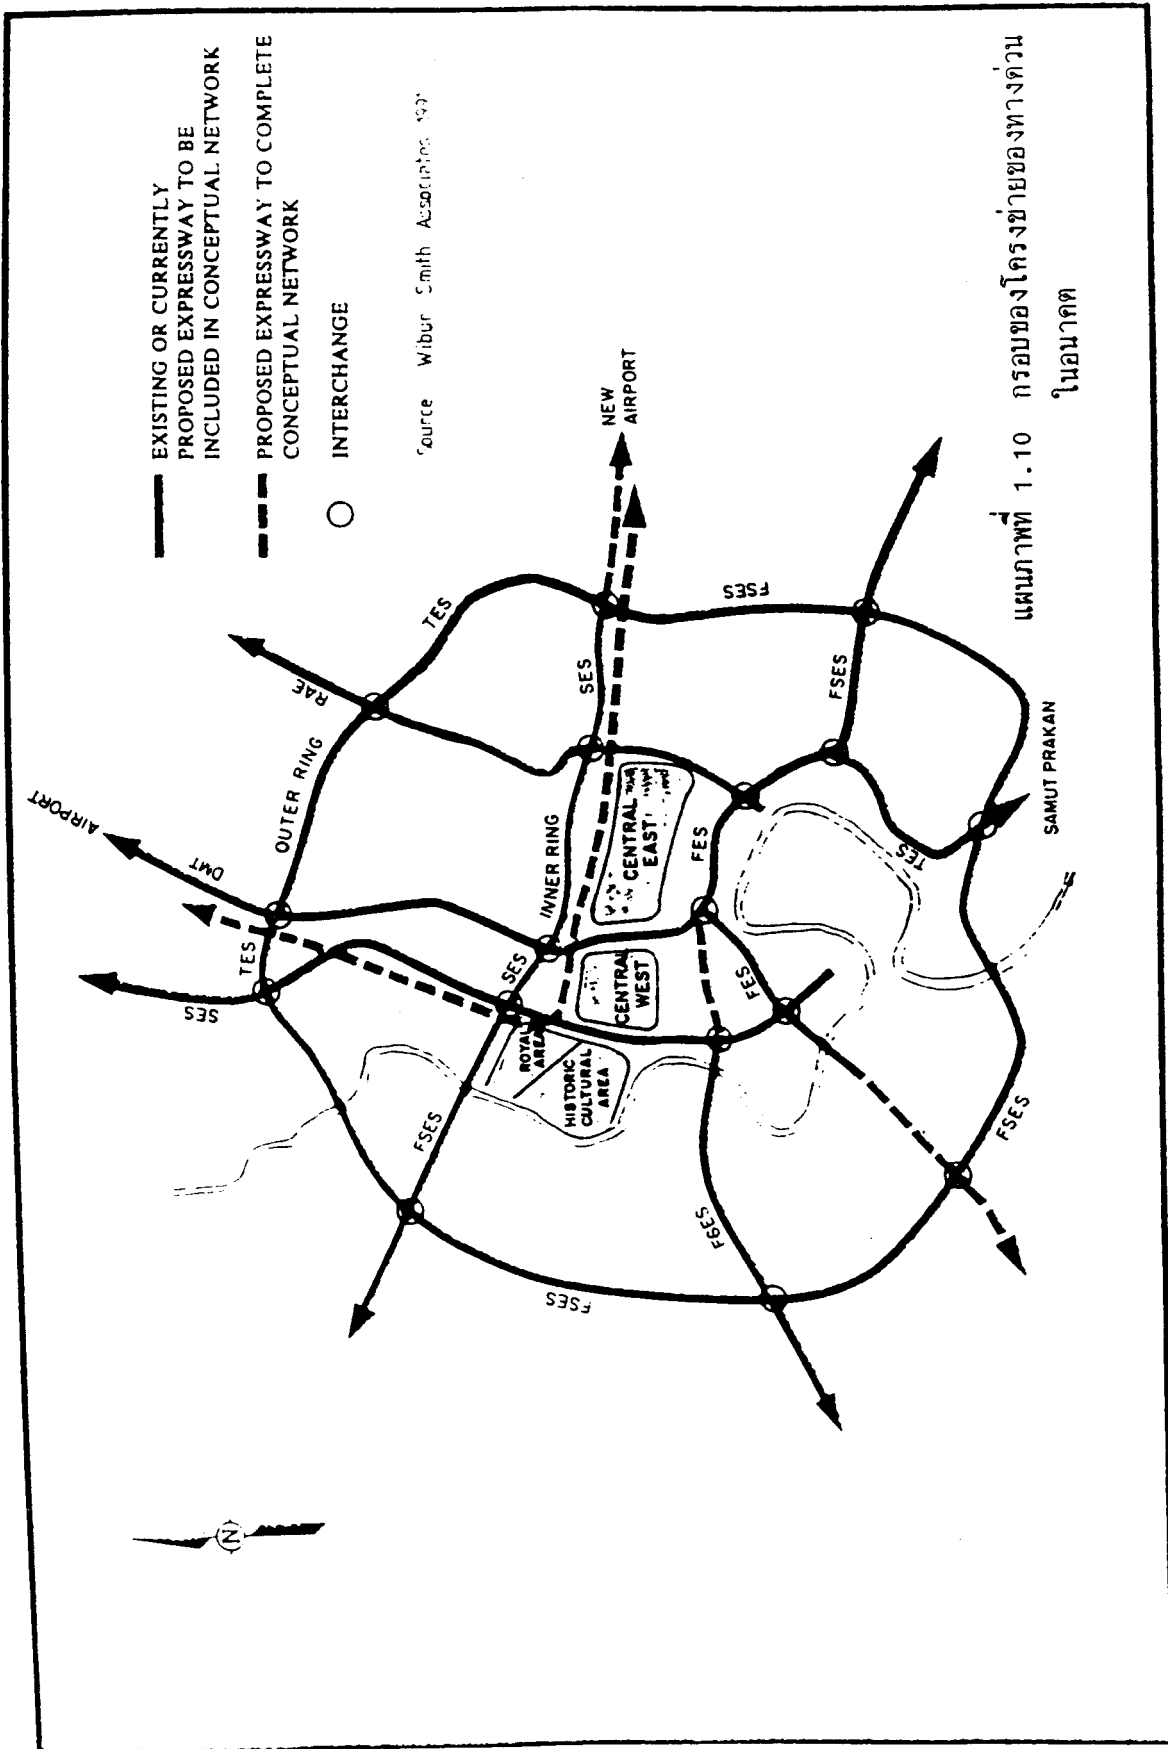 EXISTING OR CURRENTLY
PROPOSED EXPRESSWAY TO BE
INCLUDED IN CONCEPTUAL NETWORK
PROPOSED EXPRESSWAY TO COMPLETE
CONCEPTUAL NETWORK
INTERCHANGE
Source Wibur Smith Associates 1991
N
AIRPORT
DMT
SES
TES
RAE
OUTER RING
TES
SES
INNER RING
SES
NEW
AIRPORT
FSES
FSES
ROYAL
AREA
HISTORIC
CULTURAL
AREA
CENTRAL
WEST
CENTRAL
EAST
FES
FES
FSES
FSES
F6ES
TES
FSES
SAMUT PRAKAN
แผนภาพที่ 1.10 กรอบของโครงข่ายของทางด่วน
ในอนาคต